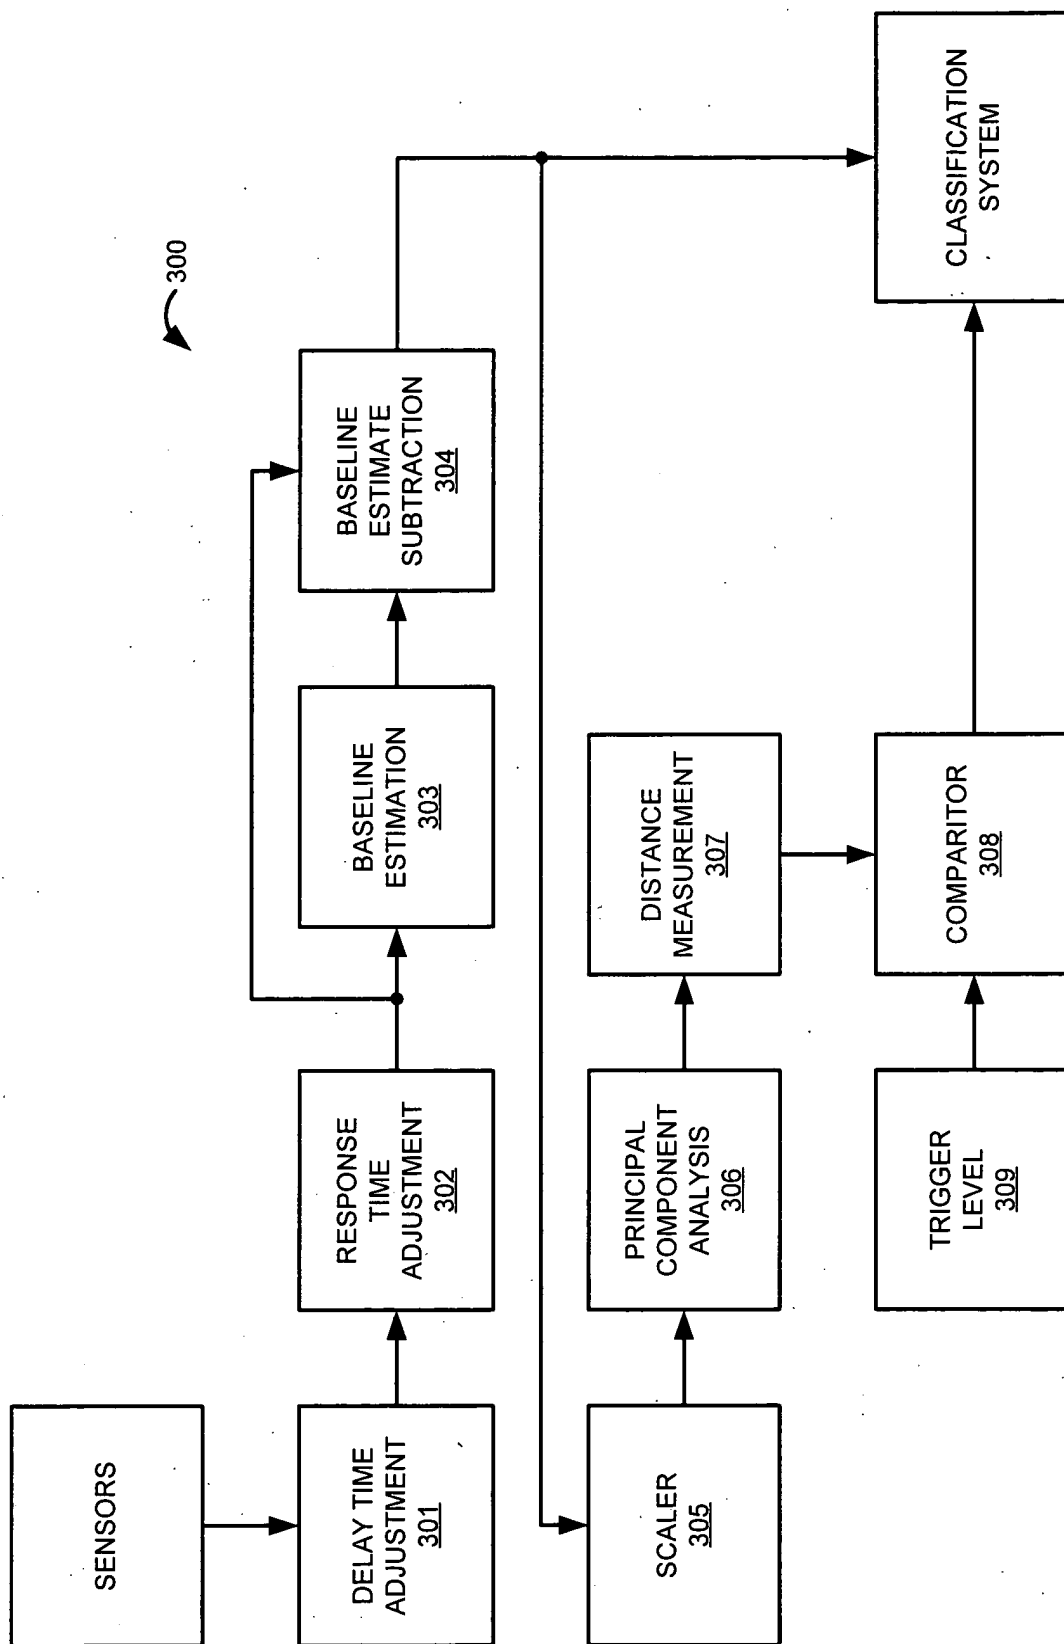 300
SENSORS
DELAY TIME
ADJUSTMENT
301
RESPONSE
TIME
ADJUSTMENT
302
BASELINE
ESTIMATION
303
BASELINE
ESTIMATE
SUBTRACTION
304
SCALER
305
PRINCIPAL
COMPONENT
ANALYSIS
306
DISTANCE
MEASUREMENT
307
TRIGGER
LEVEL
309
COMPARITOR
308
CLASSIFICATION
SYSTEM